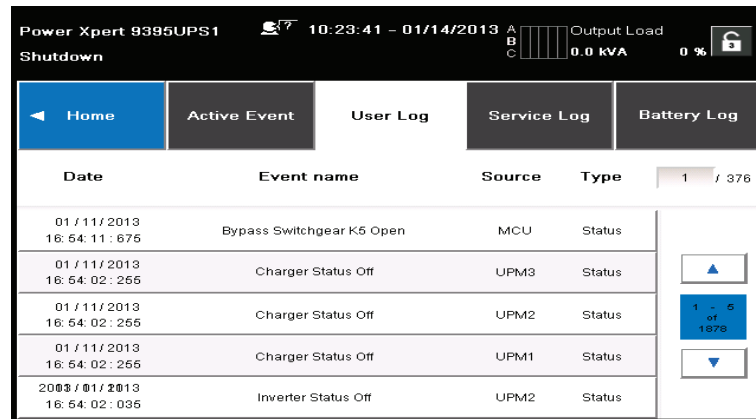 Power Xpert 9395UPS1 ? 10:23:41 - 01/14/2013 A Output Load
B
Shutdown C 0.0 kVA 0 % 3
Home Active Event User Log Service Log Battery Log
Date Event name Source Type 1 / 376
01 / 11 / 2013
16: 54: 11 : 675 Bypass Switchgear K5 Open MCU Status
01 / 11 / 2013
16: 54: 02 : 255 Charger Status Off UPM3 Status
01 / 11 / 2013
16: 54: 02 : 255 Charger Status Off UPM2 Status
1 - 5
of
1878
01 / 11 / 2013
16: 54: 02 : 255 Charger Status Off UPM1 Status
16: 54: 02 : 035 Inverter Status Off UPM2 Status